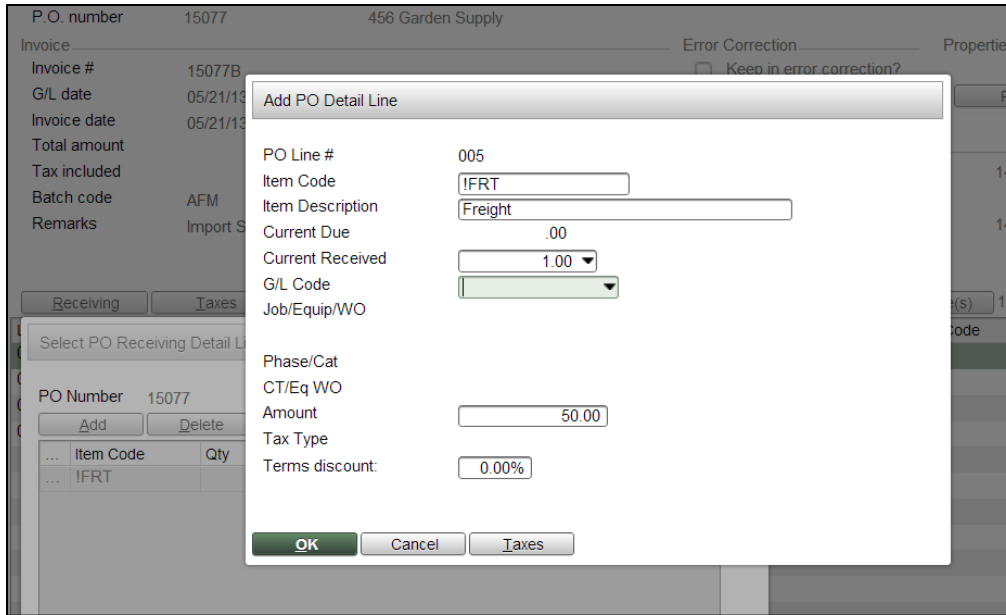 P.O. number 15077 456 Garden Supply
Invoice Error Correction Propertie
Invoice # 15077B Keep in error correction?
G/L date 05/21/13
Invoice date 05/21/13
Total amount
Tax included
Batch code AFM
Remarks Import S
Receiving Taxes
Select PO Receiving Detail Li
PO Number 15077
Add Delete
... Item Code Qty
... !FRT
Add PO Detail Line
PO Line # 005
Item Code !FRT
Item Description Freight
Current Due .00
Current Received 1.00
G/L Code
Job/Equip/WO
Phase/Cat
CT/Eq WO
Amount 50.00
Tax Type
Terms discount: 0.00%
OK Cancel Taxes
(s) 1
ode